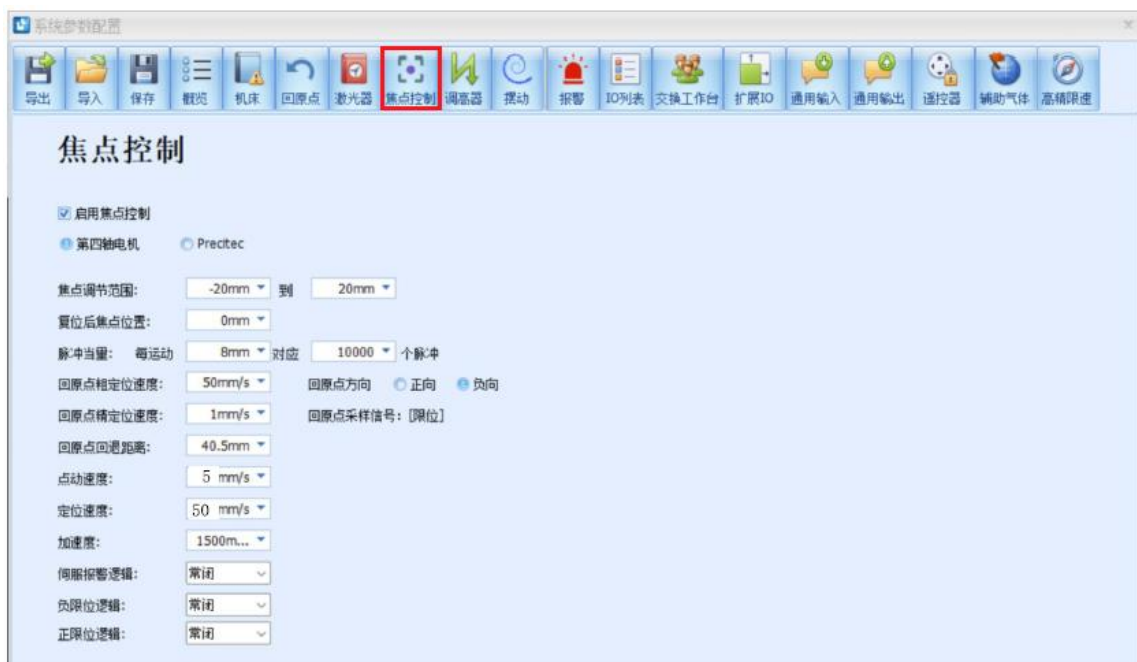 系统参数配置
导出 导入 保存 概览 机床 回原点 激光器 焦点控制 调高器 摆动 报警 IO列表 交换工作台 扩展IO 通用输入 通用输出 遥控器 辅助气体 高精限速
焦点控制
启用焦点控制
第四轴电机 Precitec
焦点调节范围: -20mm 到 20mm
复位后焦点位置: 0mm
脉冲当量: 每运动 8mm 对应 10000 个脉冲
回原点粗定位速度: 50mm/s 回原点方向 正向 负向
回原点精定位速度: 1mm/s 回原点采样信号: [限位]
回原点回退距离: 40.5mm
点动速度: 5 mm/s
定位速度: 50 mm/s
加速度: 1500m...
伺服报警逻辑: 常闭
负限位逻辑: 常闭
正限位逻辑: 常闭